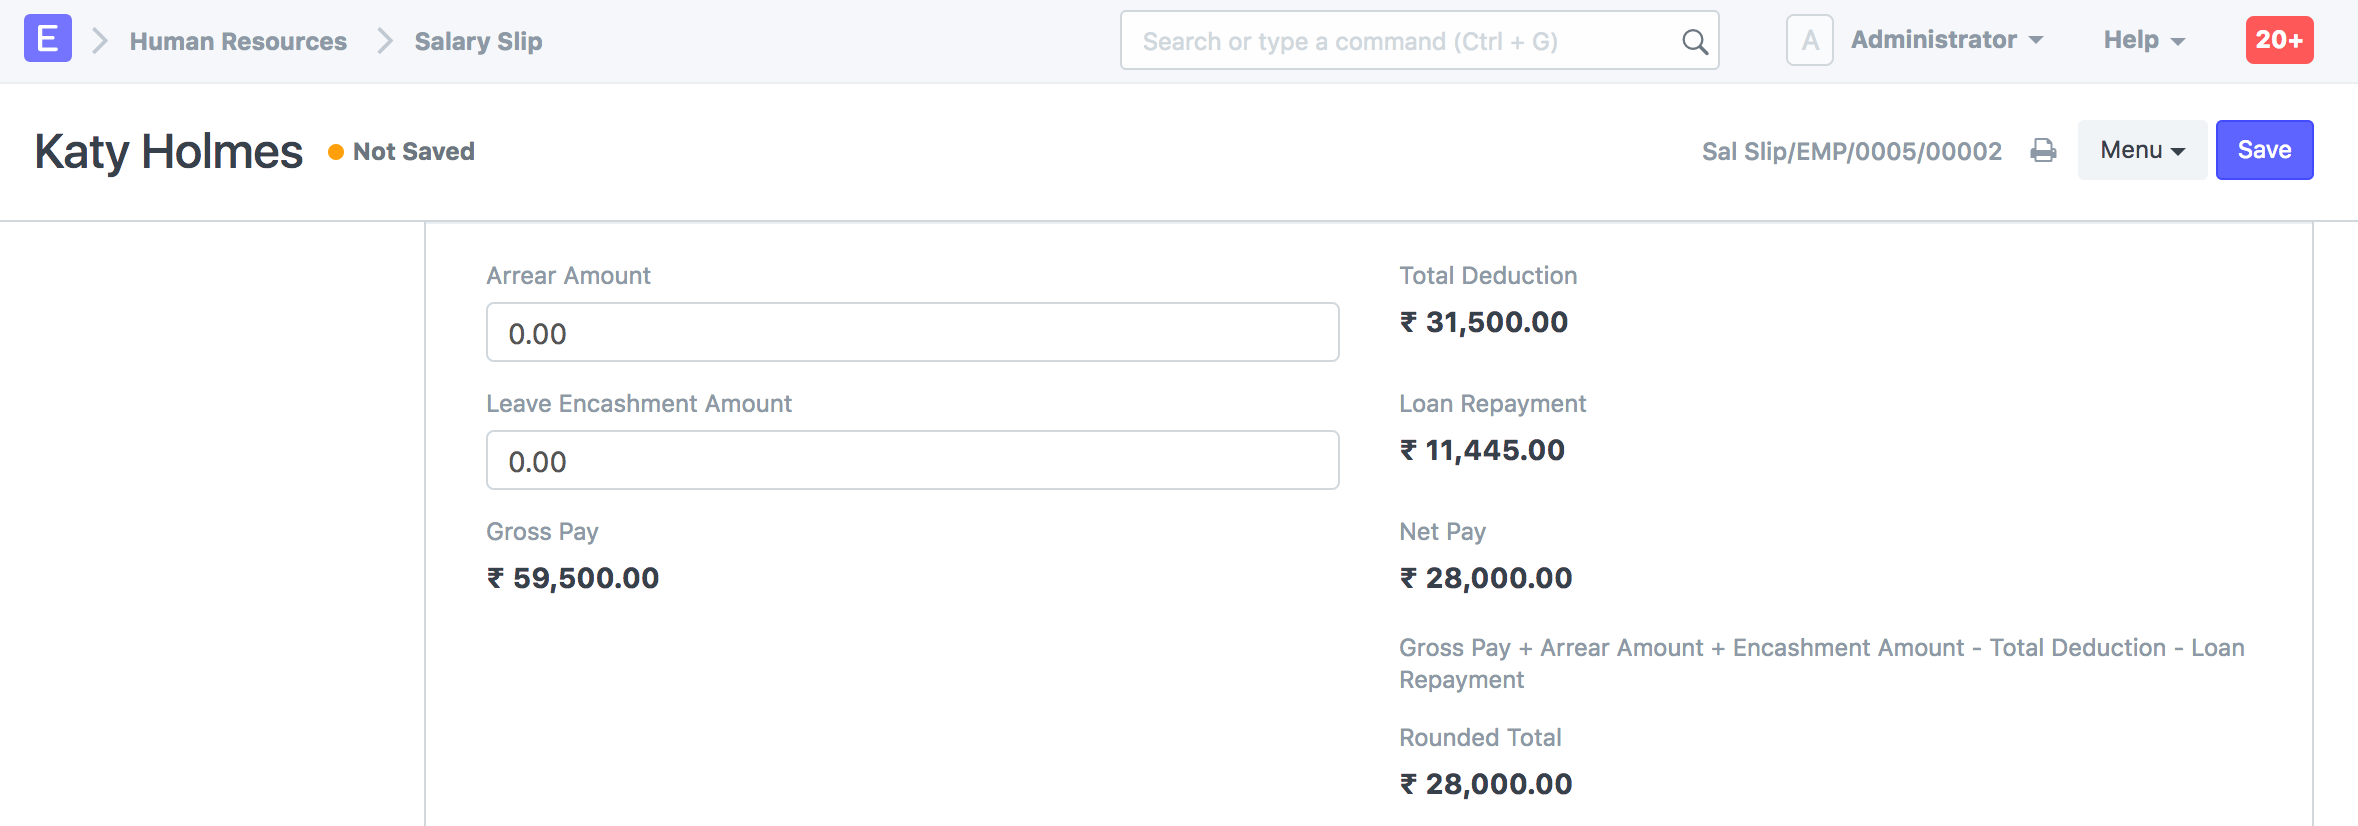 E Human Resources Salary Slip Search or type a command (Ctrl + G) A Administrator Help 20+
Katy Holmes Not Saved Sal Slip/EMP/0005/00002 Menu Save
Arrear Amount
0.00
Leave Encashment Amount
0.00
Gross Pay
₹ 59,500.00
Total Deduction
₹ 31,500.00
Loan Repayment
₹ 11,445.00
Net Pay
₹ 28,000.00
Gross Pay + Arrear Amount + Encashment Amount - Total Deduction - Loan
Repayment
Rounded Total
₹ 28,000.00